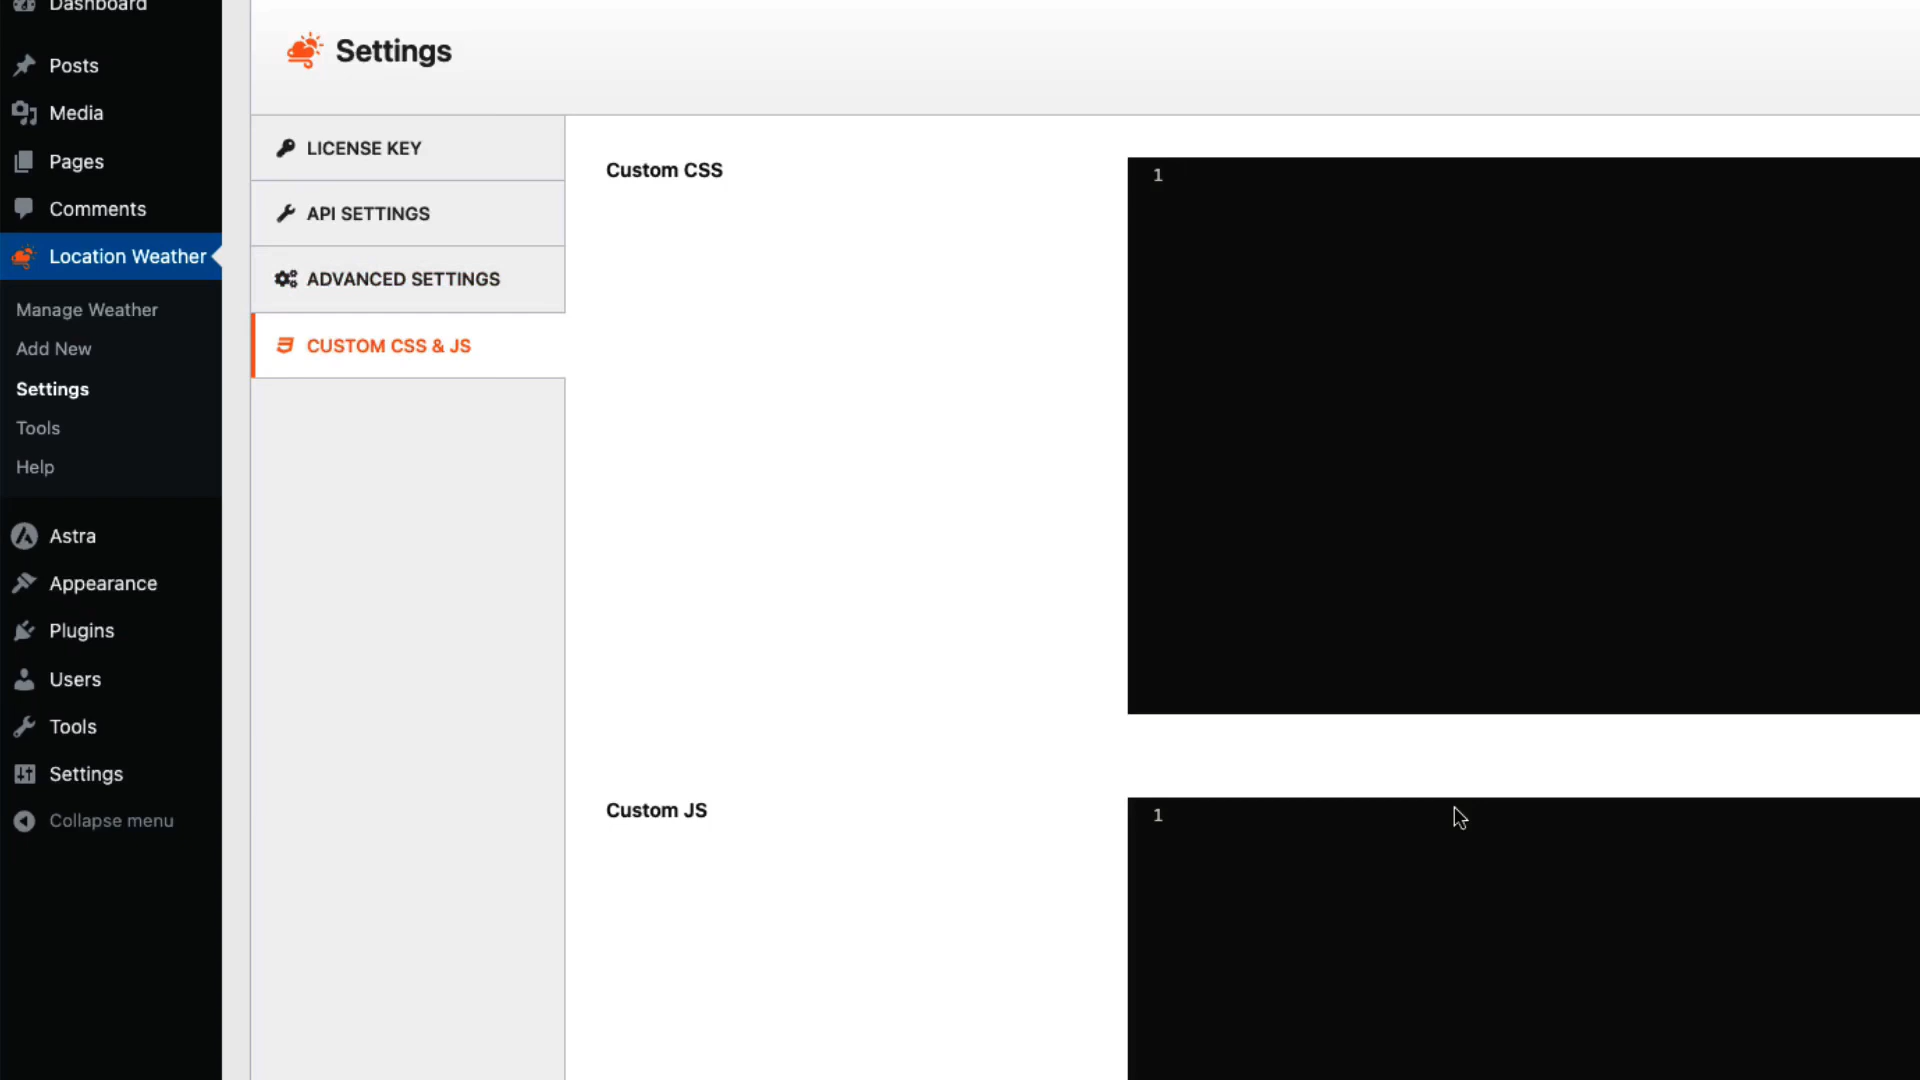 Dashboard
Posts
Media
Pages
Comments
Location Weather
Manage Weather
Add New
Settings
Tools
Help
Astra
Appearance
Plugins
Users
Tools
Settings
Collapse menu
Settings
LICENSE KEY
API SETTINGS
ADVANCED SETTINGS
CUSTOM CSS & JS
Custom CSS
1
Custom JS
1